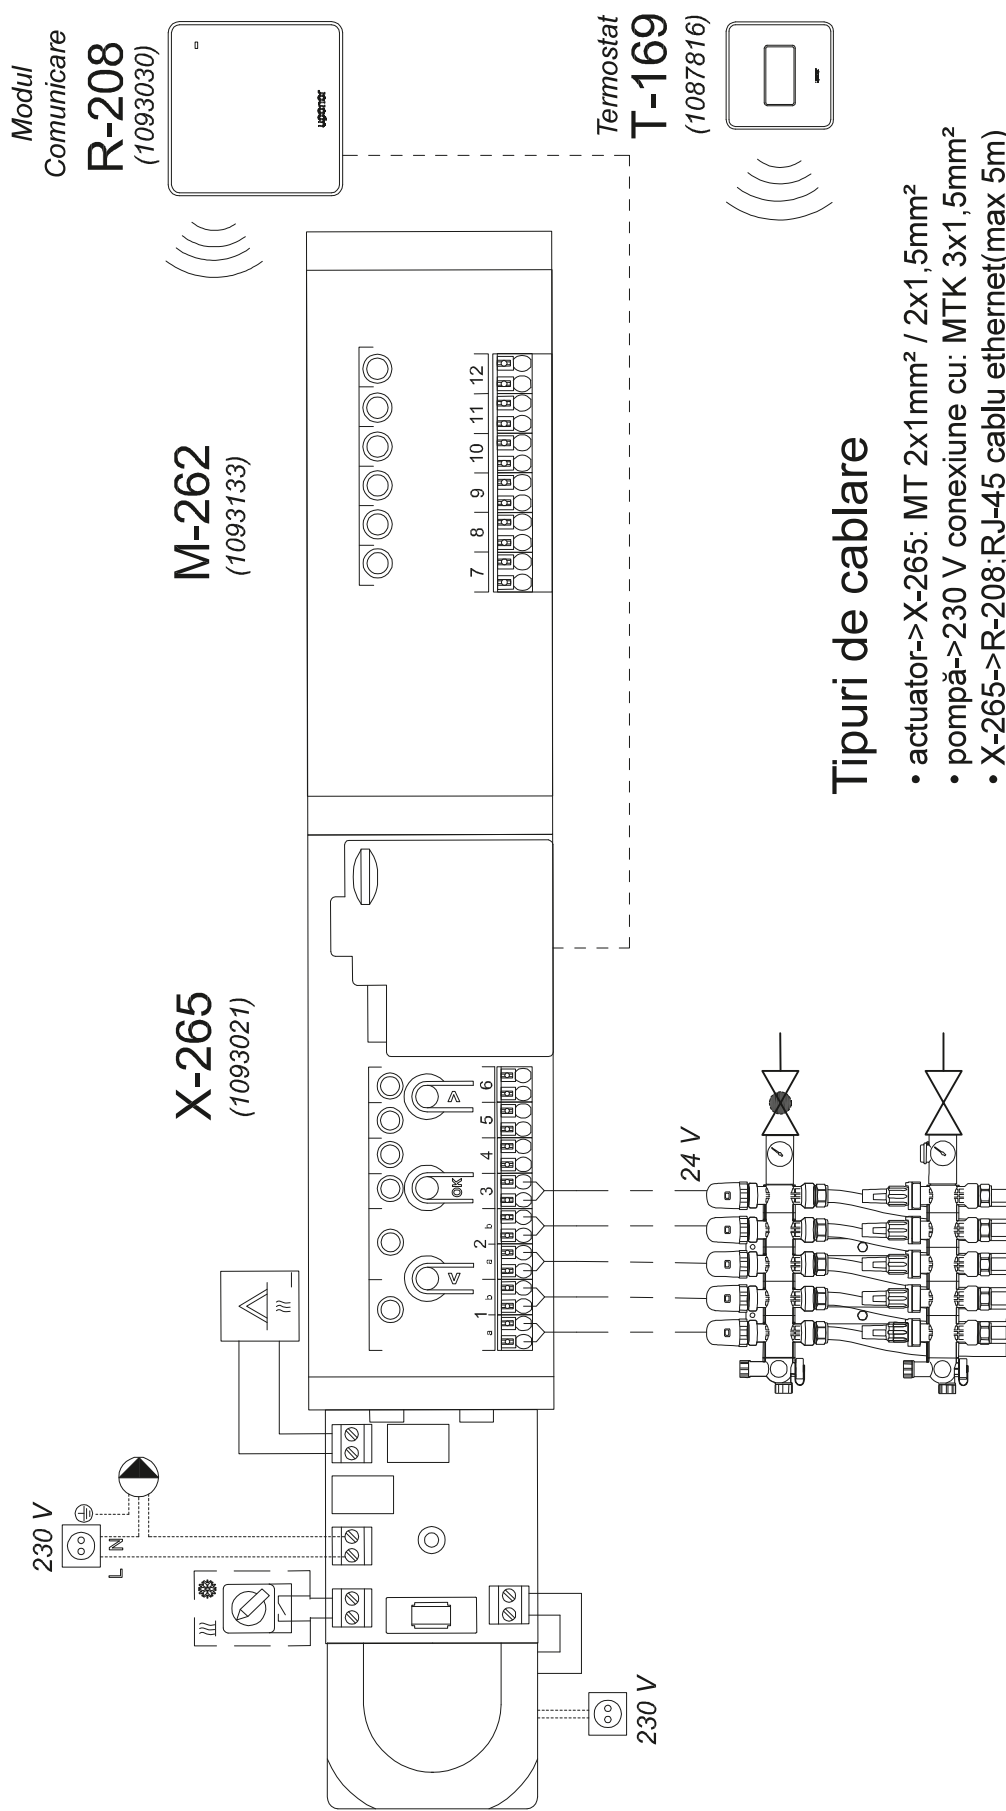 Modul
Comunicare
R-208
(1093030)
uponor
Termostat
T-169
(1087816)
uponor
M-262
(1093133)
7 8 9 10 11 12
X-265
(1093021)
< OK >
1 2 3 4 5 6
a b a b
24 V
230 V
L N
230 V
Tipuri de cablare
• actuator->X-265: MT 2x1mm² / 2x1,5mm²
• pompă->230 V conexiune cu: MTK 3x1,5mm²
• X-265->R-208:RJ-45 cablu ethernet(max 5m)